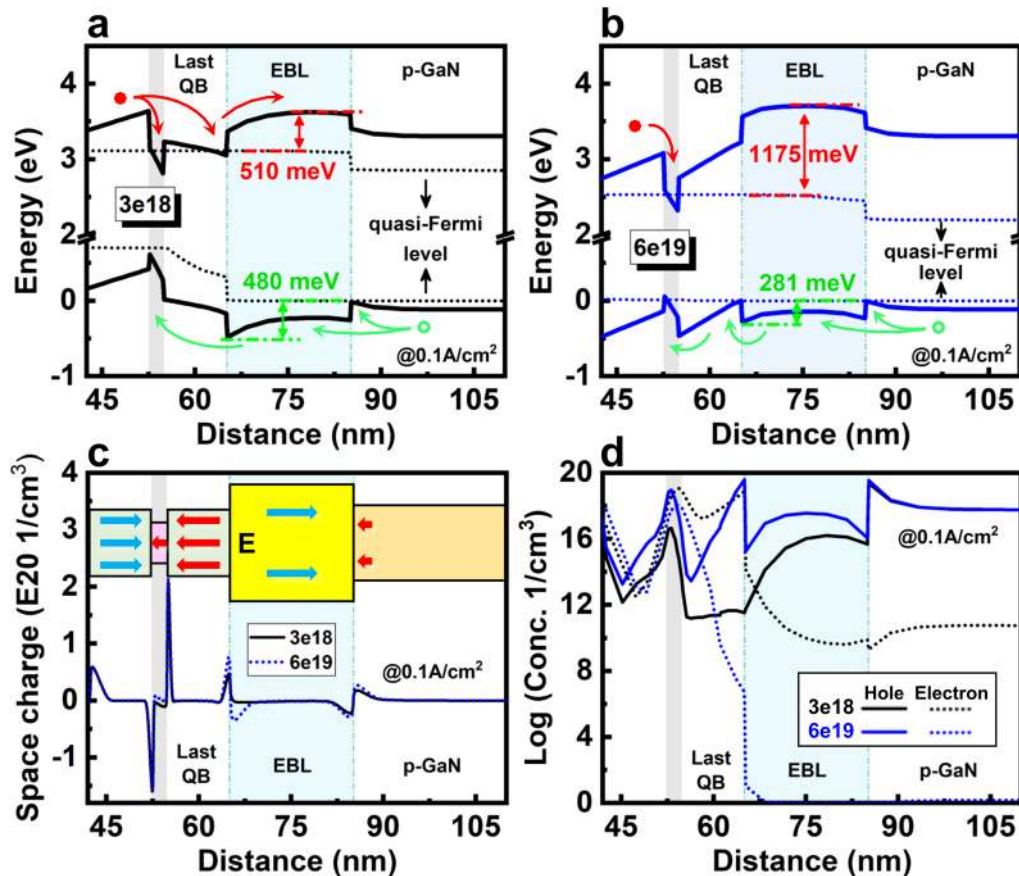 a
Last
QB
EBL
p-GaN
Energy (eV)
4
3
2
0
-1
510 meV
3e18
quasi-Fermi
level
480 meV
@0.1A/cm²
45
60
75
90
105
Distance (nm)
b
Last
QB
EBL
p-GaN
Energy (eV)
4
3
2
0
-1
1175 meV
6e19
quasi-Fermi
level
281 meV
@0.1A/cm²
45
60
75
90
105
Distance (nm)
c
Space charge (E20 1/cm³)
4
3
2
1
0
-1
E
3e18
6e19
@0.1A/cm²
Last
QB
EBL
p-GaN
45
60
75
90
105
Distance (nm)
d
Log (Conc. 1/cm³)
20
16
12
8
4
0
@0.1A/cm²
Hole Electron
3e18
6e19
Last
QB
EBL
p-GaN
45
60
75
90
105
Distance (nm)